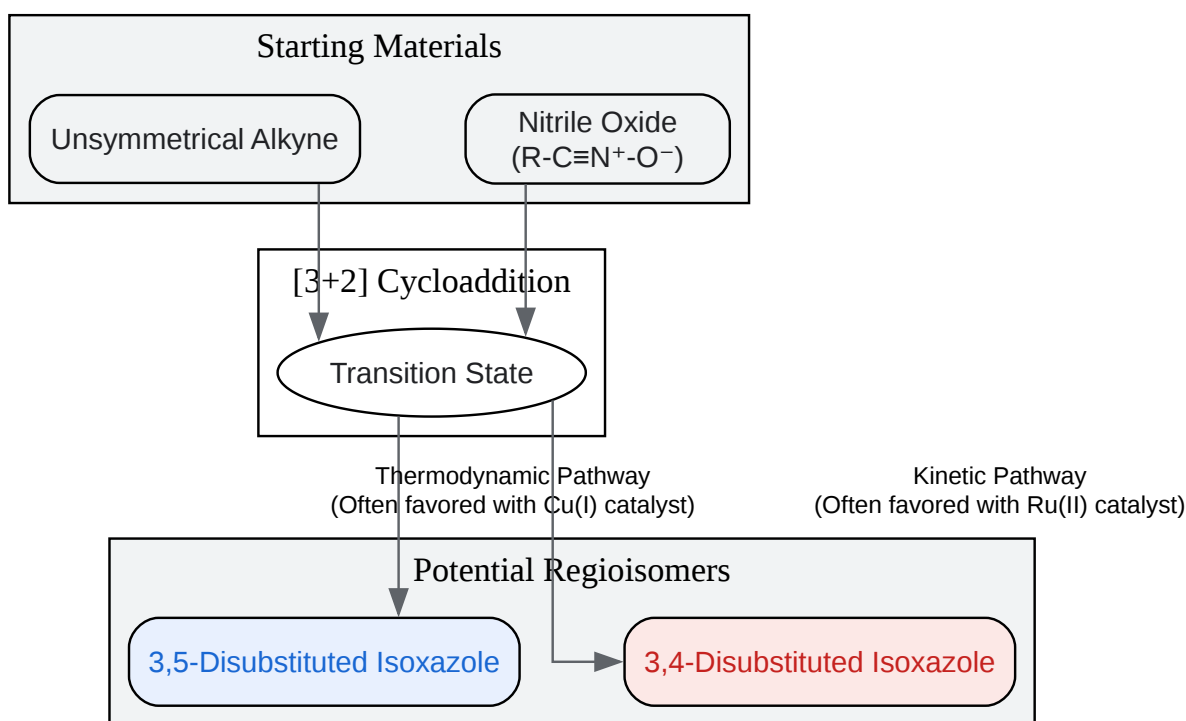 Starting Materials
Unsymmetrical Alkyne
Nitrile Oxide
(R-C≡N⁺-O⁻)
[3+2] Cycloaddition
Transition State
Thermodynamic Pathway
(Often favored with Cu(I) catalyst)
Kinetic Pathway
(Often favored with Ru(II) catalyst)
Potential Regioisomers
3,5-Disubstituted Isoxazole
3,4-Disubstituted Isoxazole